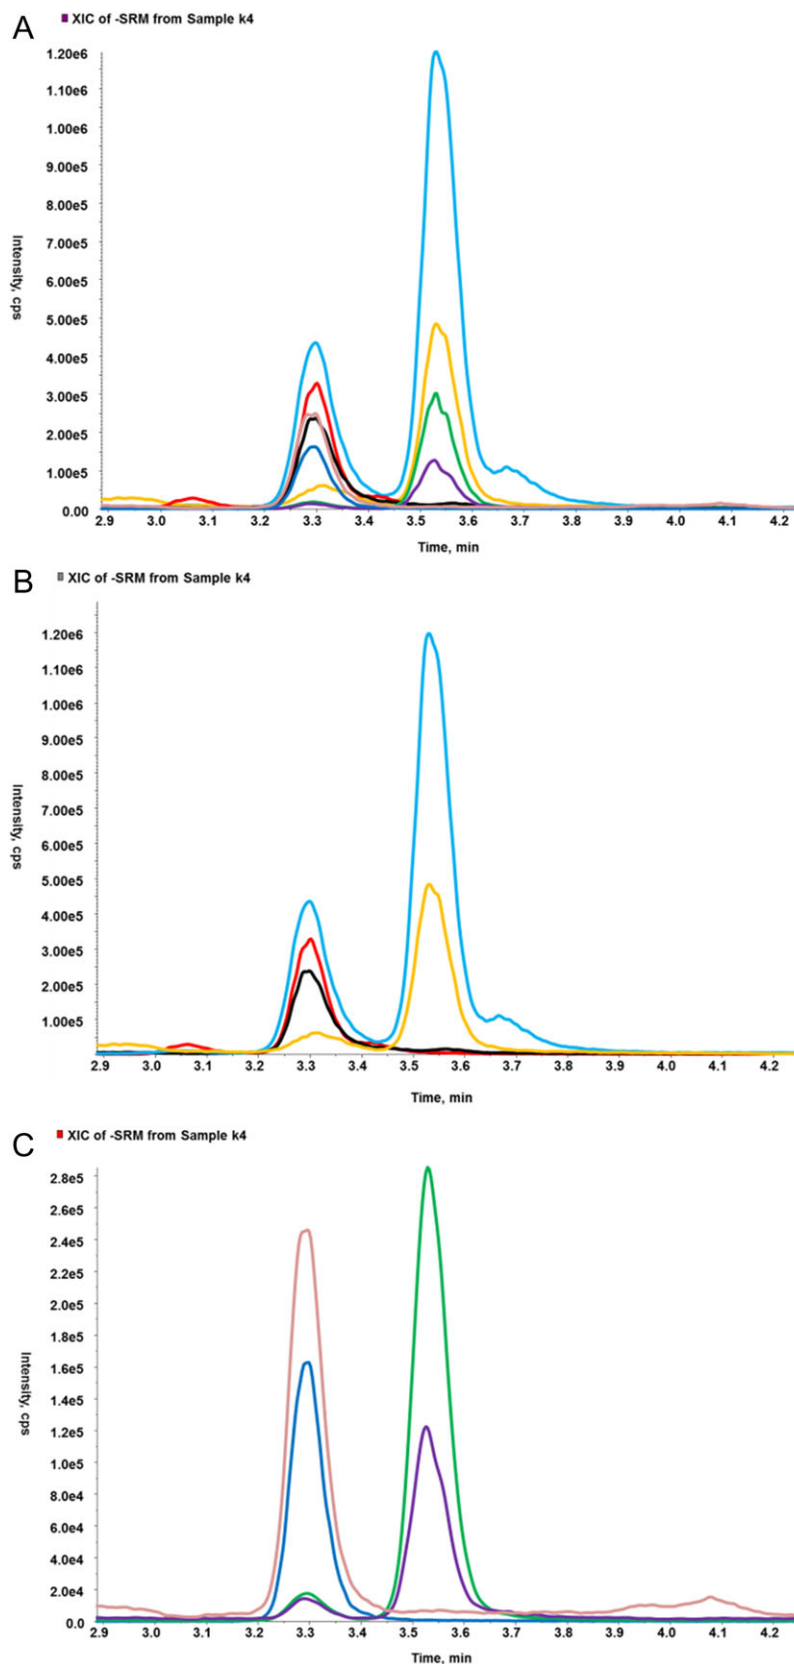 A
XIC of -SRM from Sample k4
1.20e6
1.10e6
1.00e6
9.00e5
8.00e5
7.00e5
6.00e5
5.00e5
4.00e5
3.00e5
2.00e5
1.00e5
0.00
Intensity, cps
2.9 3.0 3.1 3.2 3.3 3.4 3.5 3.6 3.7 3.8 3.9 4.0 4.1 4.2
Time, min
B
XIC of -SRM from Sample k4
1.20e6
1.10e6
1.00e6
9.00e5
8.00e5
7.00e5
6.00e5
5.00e5
4.00e5
3.00e5
2.00e5
1.00e5
Intensity, cps
2.9 3.0 3.1 3.2 3.3 3.4 3.5 3.6 3.7 3.8 3.9 4.0 4.1 4.2
Time, min
C
XIC of -SRM from Sample k4
2.8e5
2.6e5
2.4e5
2.2e5
2.0e5
1.8e5
1.6e5
1.4e5
1.2e5
1.0e5
8.0e4
6.0e4
4.0e4
2.0e4
0.0
Intensity, cps
2.9 3.0 3.1 3.2 3.3 3.4 3.5 3.6 3.7 3.8 3.9 4.0 4.1 4.2
Time, min